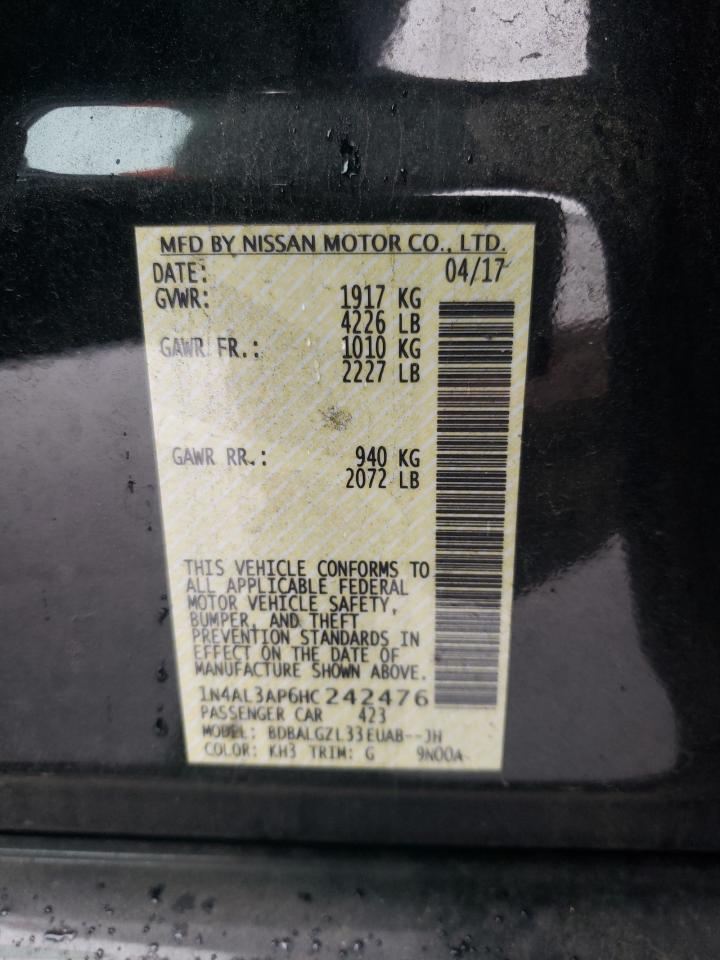 MFD BY NISSAN MOTOR CO., LTD.
DATE: 04/17
GVWR: 1917 KG
4226 LB
GAWR FR.: 1010 KG
2227 LB
GAWR RR.: 940 KG
2072 LB
THIS VEHICLE CONFORMS TO
ALL APPLICABLE FEDERAL
MOTOR VEHICLE SAFETY,
BUMPER, AND THEFT
PREVENTION STANDARDS IN
EFFECT ON THE DATE OF
MANUFACTURE SHOWN ABOVE.
1N4AL3AP6HC242476
PASSENGER CAR 423
MODEL: BDBALGZL33EUAB--JH
COLOR: KH3 TRIM: G 9N00A